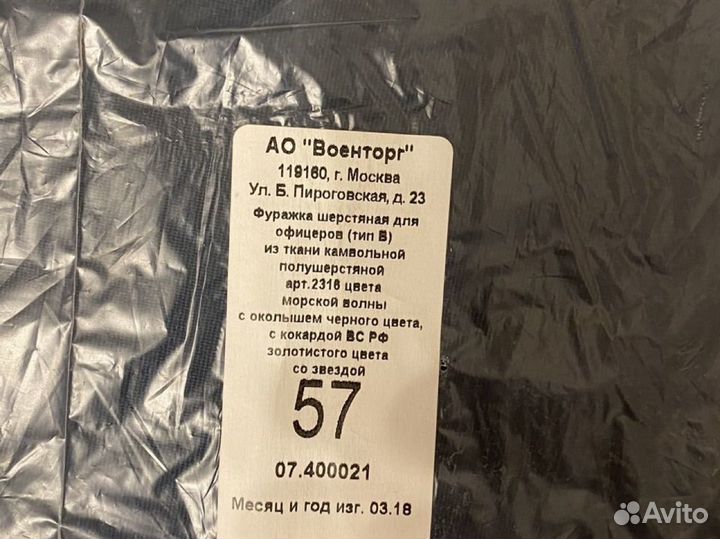 АО "Военторг"
119160, г. Москва
Ул. Б. Пироговская, д. 23
Фуражка шерстяная для
офицеров (тип В)
из ткани камвольной
полушерстяной
арт.2316 цвета
морской волны
с околышем черного цвета,
с кокардой ВС РФ
золотистого цвета
со звездой
57
07.400021
Месяц и год изг. 03.18
Avito